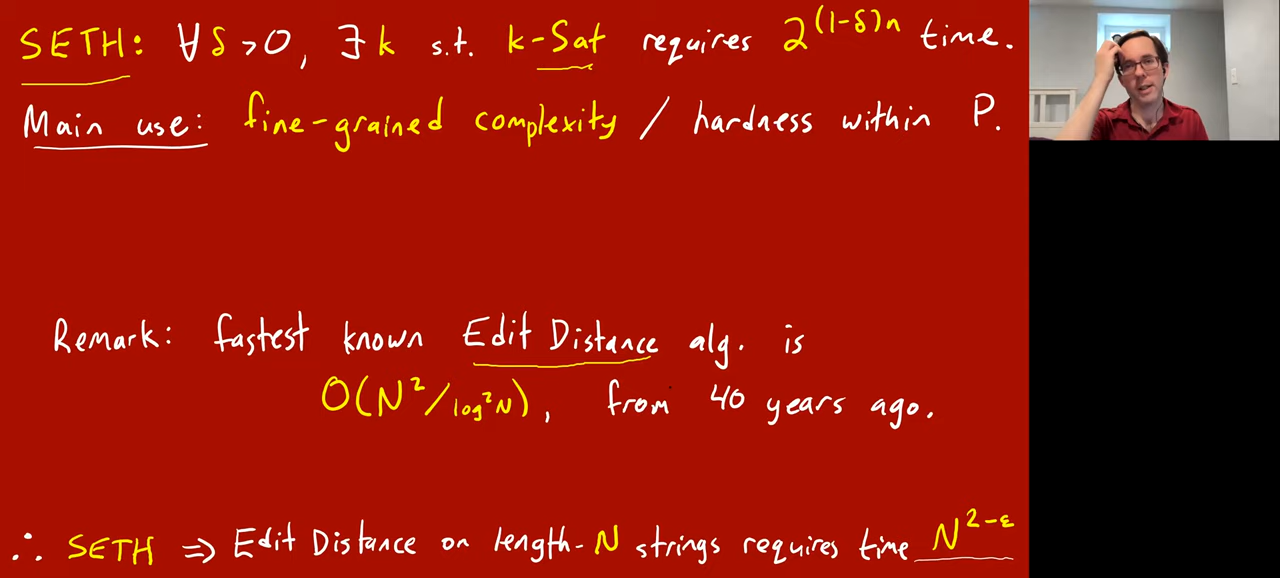 SETH: ∀δ>0, ∃k s.t. k-Sat requires 2^{(1-δ)n} time.
Main use: fine-grained complexity / hardness within P.
Remark: fastest known Edit Distance alg. is
O(N²/log²N), from 40 years ago.
∴ SETH ⇒ Edit Distance on length-N strings requires time N^{2-ε}